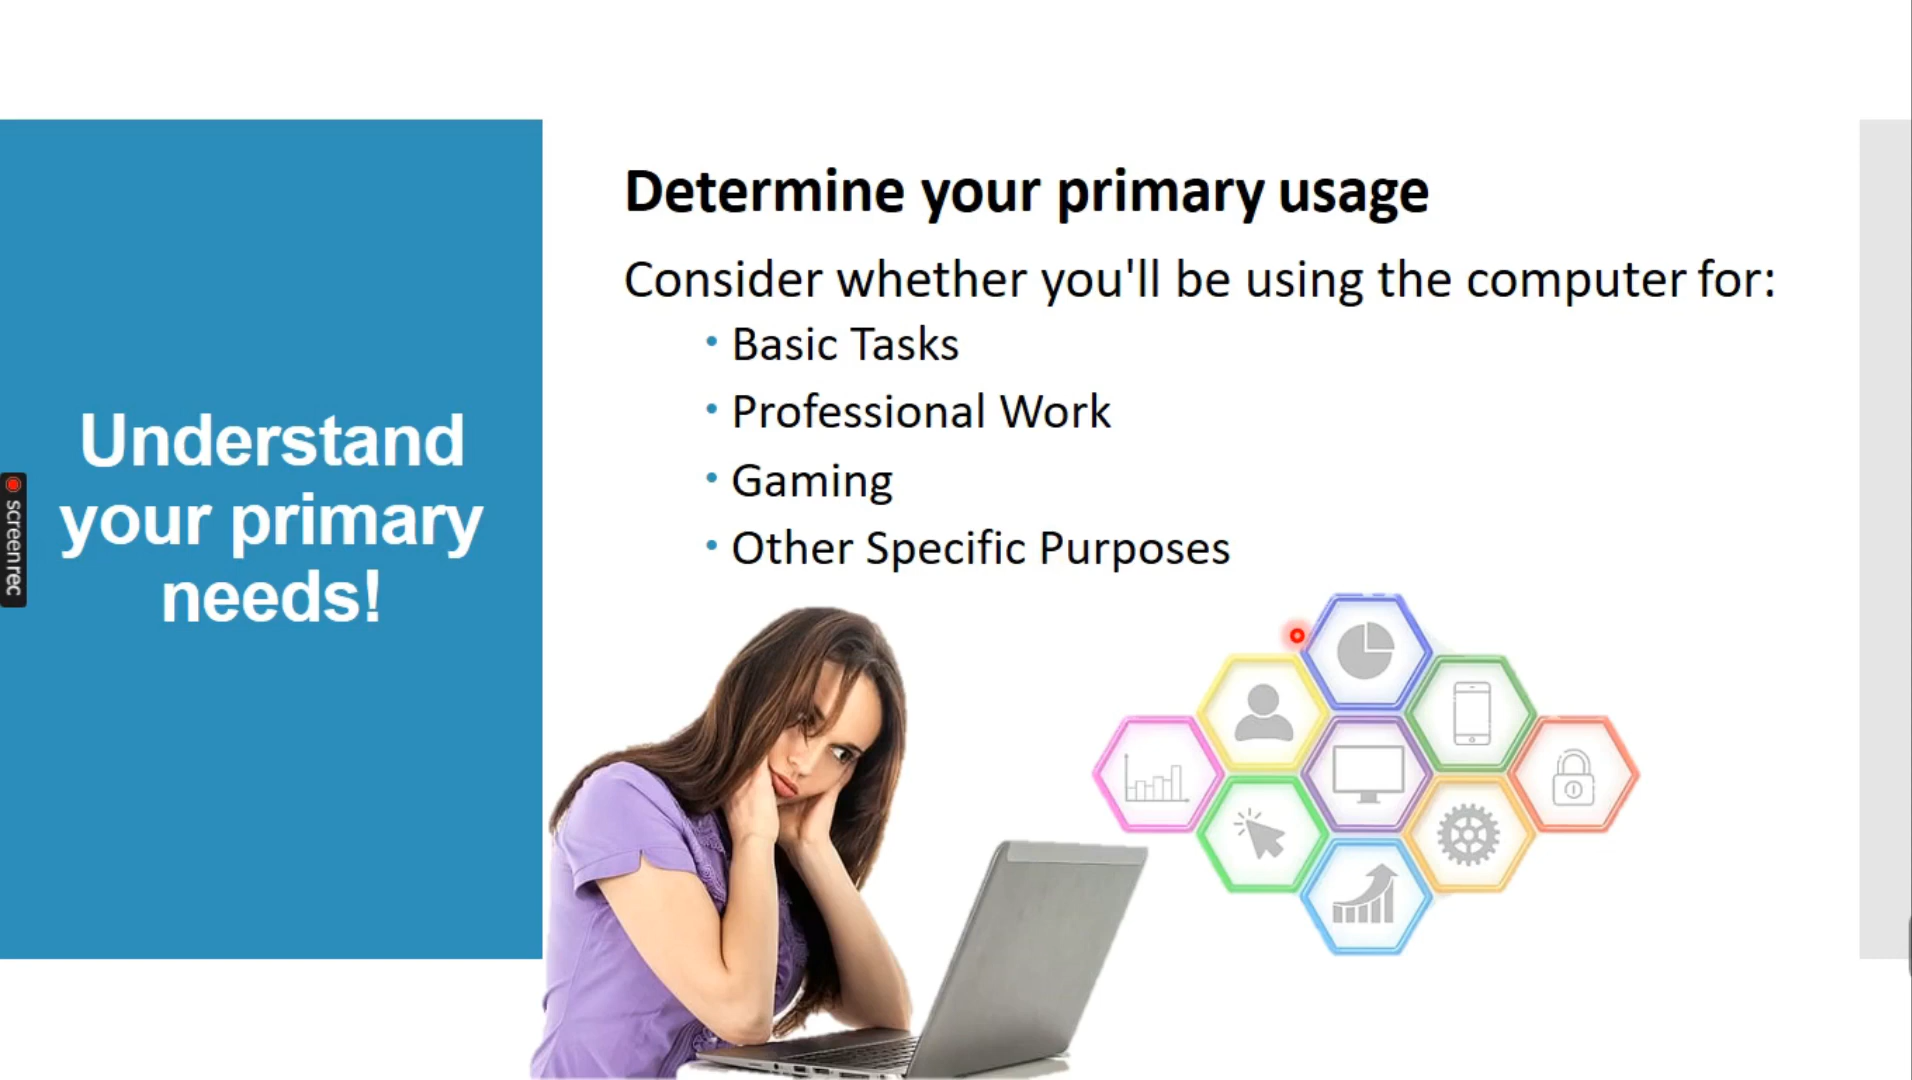 Understand
your primary
needs!
Determine your primary usage
Consider whether you'll be using the computer for:
• Basic Tasks
• Professional Work
• Gaming
• Other Specific Purposes
screenrec